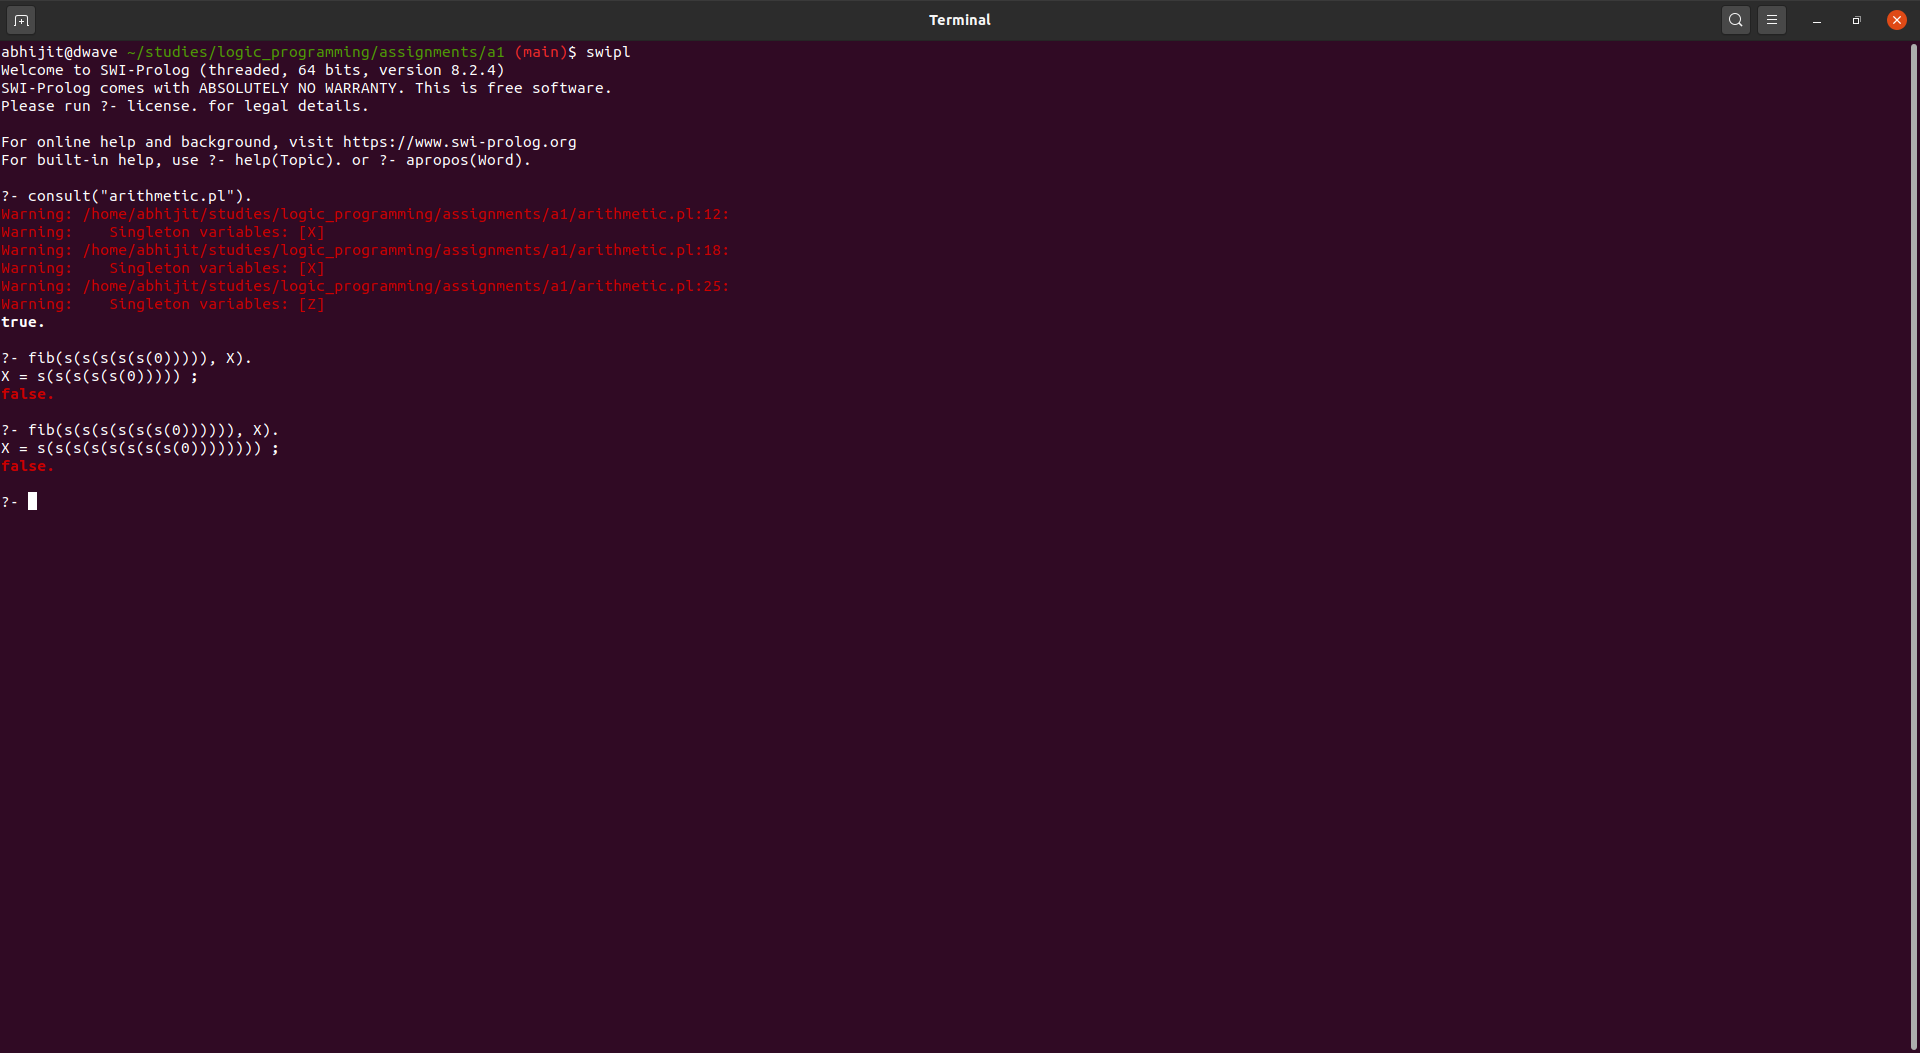 Terminal
abhijit@dwave ~/studies/logic_programming/assignments/a1 (main)$ swipl
Welcome to SWI-Prolog (threaded, 64 bits, version 8.2.4)
SWI-Prolog comes with ABSOLUTELY NO WARRANTY. This is free software.
Please run ?- license. for legal details.
For online help and background, visit https://www.swi-prolog.org
For built-in help, use ?- help(Topic). or ?- apropos(Word).
?- consult("arithmetic.pl").
Warning: /home/abhijit/studies/logic_programming/assignments/a1/arithmetic.pl:12:
Warning:    Singleton variables: [X]
Warning: /home/abhijit/studies/logic_programming/assignments/a1/arithmetic.pl:18:
Warning:    Singleton variables: [X]
Warning: /home/abhijit/studies/logic_programming/assignments/a1/arithmetic.pl:25:
Warning:    Singleton variables: [Z]
true.
?- fib(s(s(s(s(s(0))))), X).
X = s(s(s(s(s(0))))) ;
false.
?- fib(s(s(s(s(s(s(0)))))), X).
X = s(s(s(s(s(s(s(s(0)))))))) ;
false.
?-